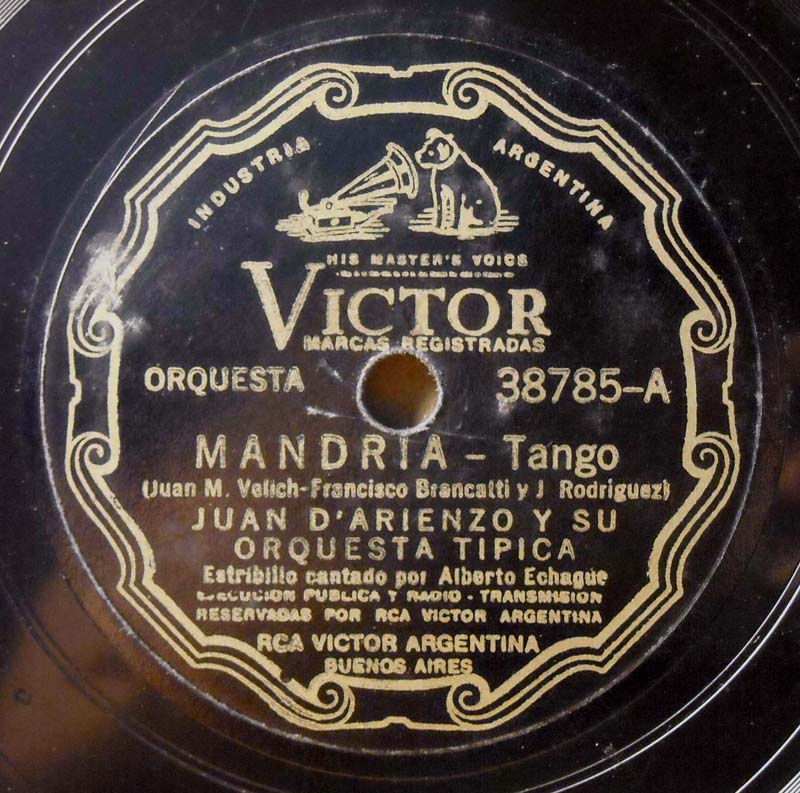 INDUSTRIA ARGENTINA
HIS MASTER'S VOICE
VICTOR
MARCAS REGISTRADAS
ORQUESTA 38785-A
MANDRIA - Tango
(Juan M. Velich-Francisco Brancatti y J Rodriguez)
JUAN D'ARIENZO Y SU
ORQUESTA TIPICA
Estribillo cantado por Alberto Echagüe
EJECUCION PUBLICA Y RADIO - TRANSMISION
RESERVADAS POR RCA VICTOR ARGENTINA
RCA VICTOR ARGENTINA
BUENOS AIRES